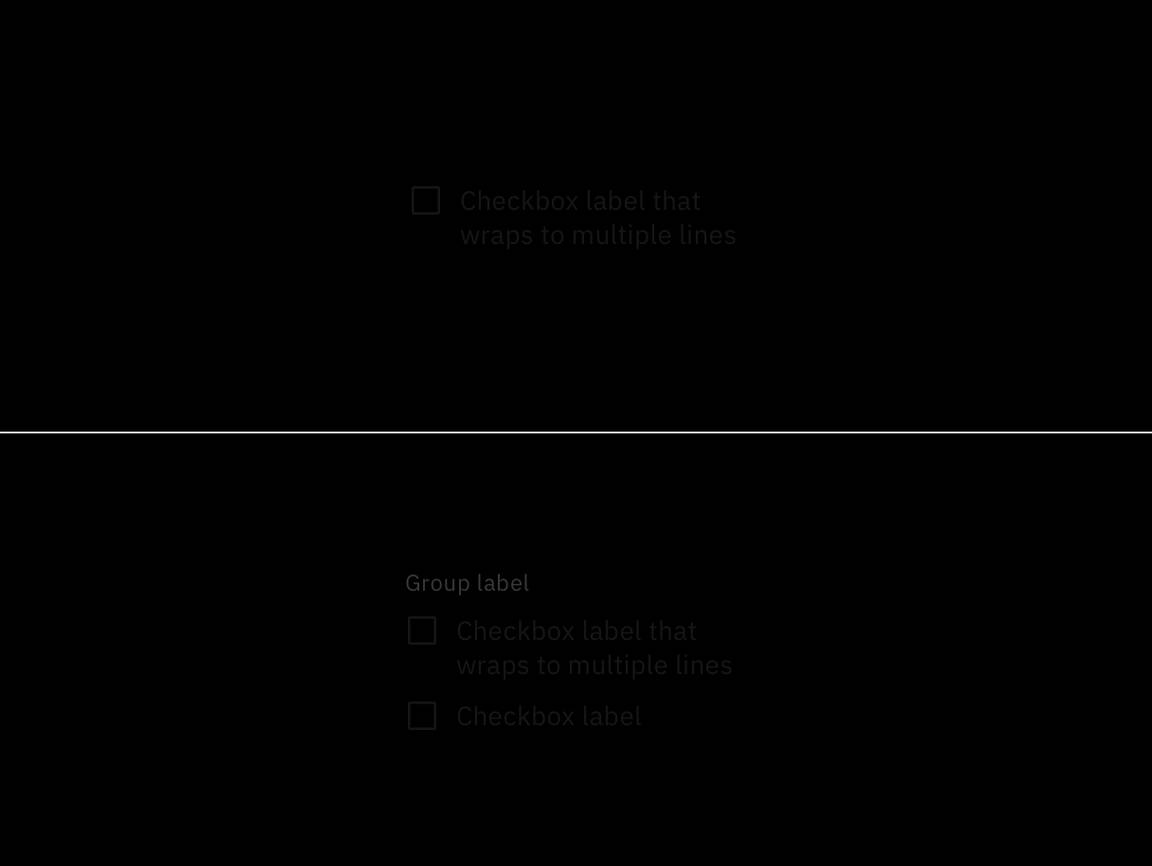 Checkbox label that
wraps to multiple lines
Group label
Checkbox label that
wraps to multiple lines
Checkbox label